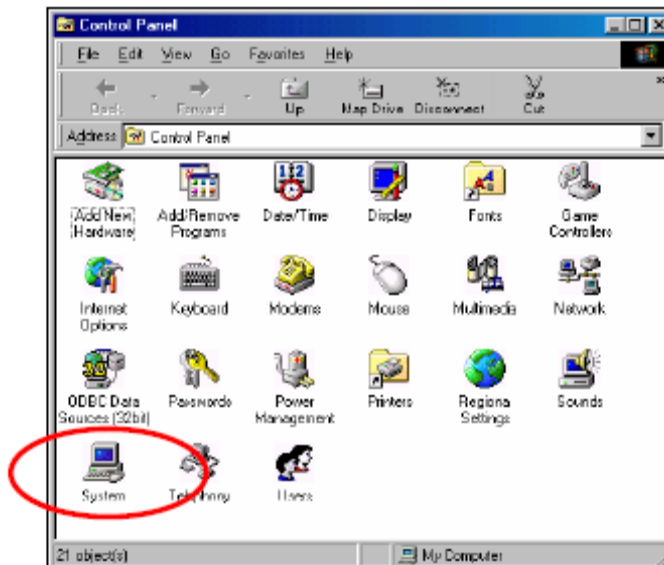 Control Panel
File Edit View Go Favorites Help
Back Forward Up Map Drive Disconnect Cut
Address Control Panel
Add New Hardware
Add/Remove Programs
Date/Time
Display
Fonts
Game Controllers
Internet Options
Keyboard
Modems
Mouse
Multimedia
Network
ODBC Data Sources (32bit)
Passwords
Power Management
Printers
Regional Settings
Sounds
System
Telephony
Users
21 object(s)
My Computer